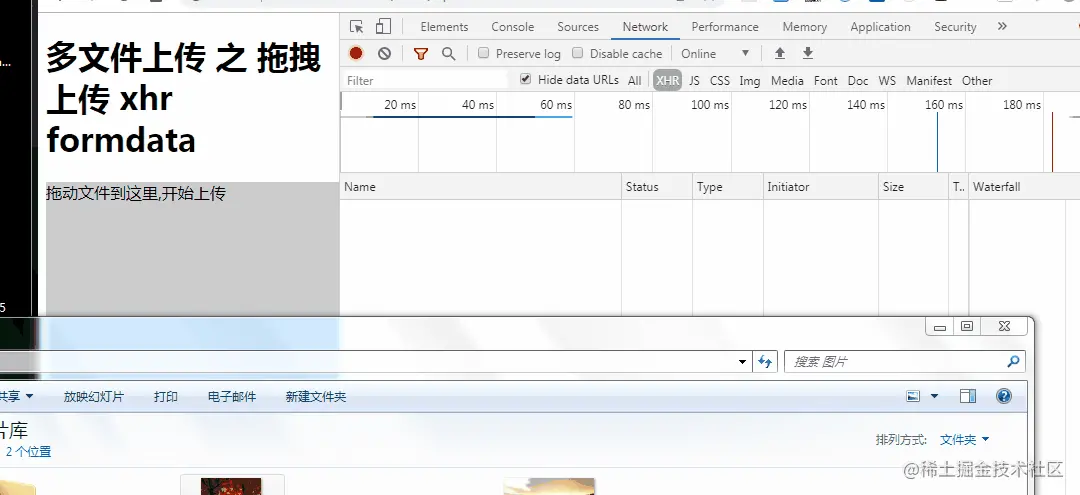 Elements Console Sources Network Performance Memory Application Security »
多文件上传 之 拖拽
上传 xhr
formdata
Preserve log Disable cache Online
Filter Hide data URLs All XHR JS CSS Img Media Font Doc WS Manifest Other
20 ms 40 ms 60 ms 80 ms 100 ms 120 ms 140 ms 160 ms 180 ms
Name Status Type Initiator Size T.. Waterfall
拖动文件到这里,开始上传
5
搜索 图片
共享 放映幻灯片 打印 电子邮件 新建文件夹
片库
2 个位置
排列方式: 文件夹
@稀土掘金技术社区